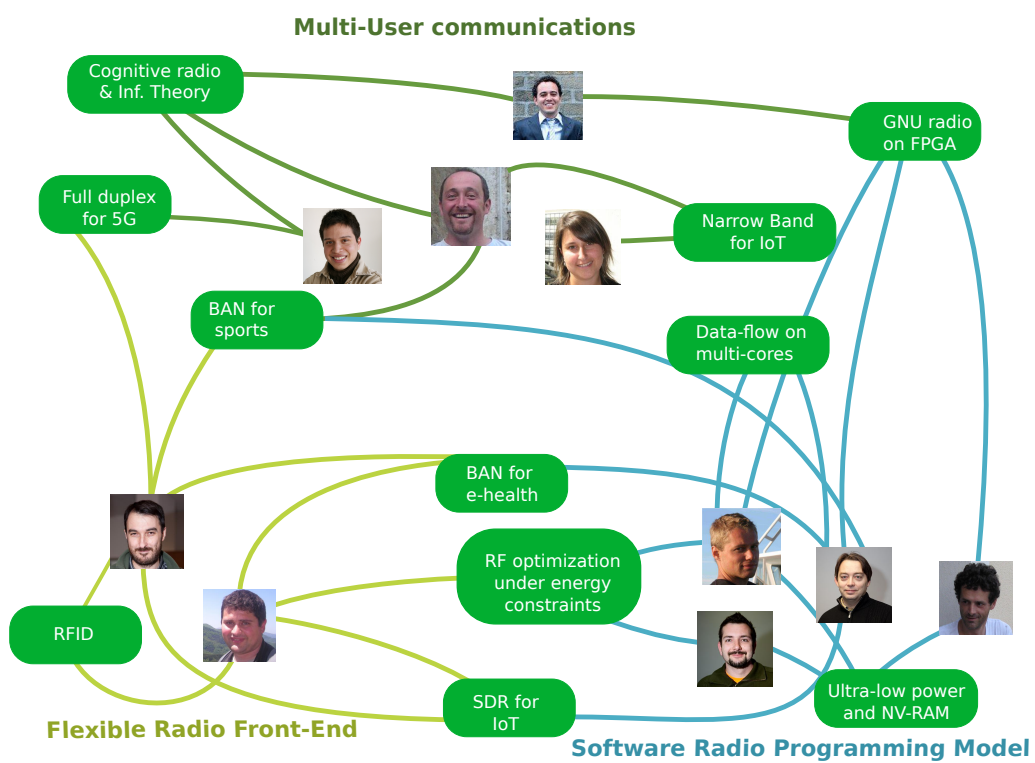 Multi-User communications
Cognitive radio
& Inf. Theory
GNU radio
on FPGA
Full duplex
for 5G
Narrow Band
for IoT
BAN for
sports
Data-flow on
multi-cores
BAN for
e-health
RF optimization
under energy
constraints
RFID
SDR for
IoT
Ultra-low power
and NV-RAM
Flexible Radio Front-End
Software Radio Programming Model